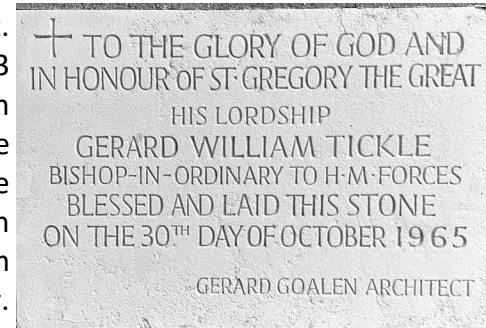 TO THE GLORY OF GOD AND
IN HONOUR OF ST· GREGORY THE GREAT
HIS LORDSHIP
GERARD WILLIAM TICKLE
BISHOP-IN-ORDINARY TO H·M·FORCES
BLESSED AND LAID THIS STONE
ON THE 30TH DAY OF OCTOBER 1965
GERARD GOALEN ARCHITECT